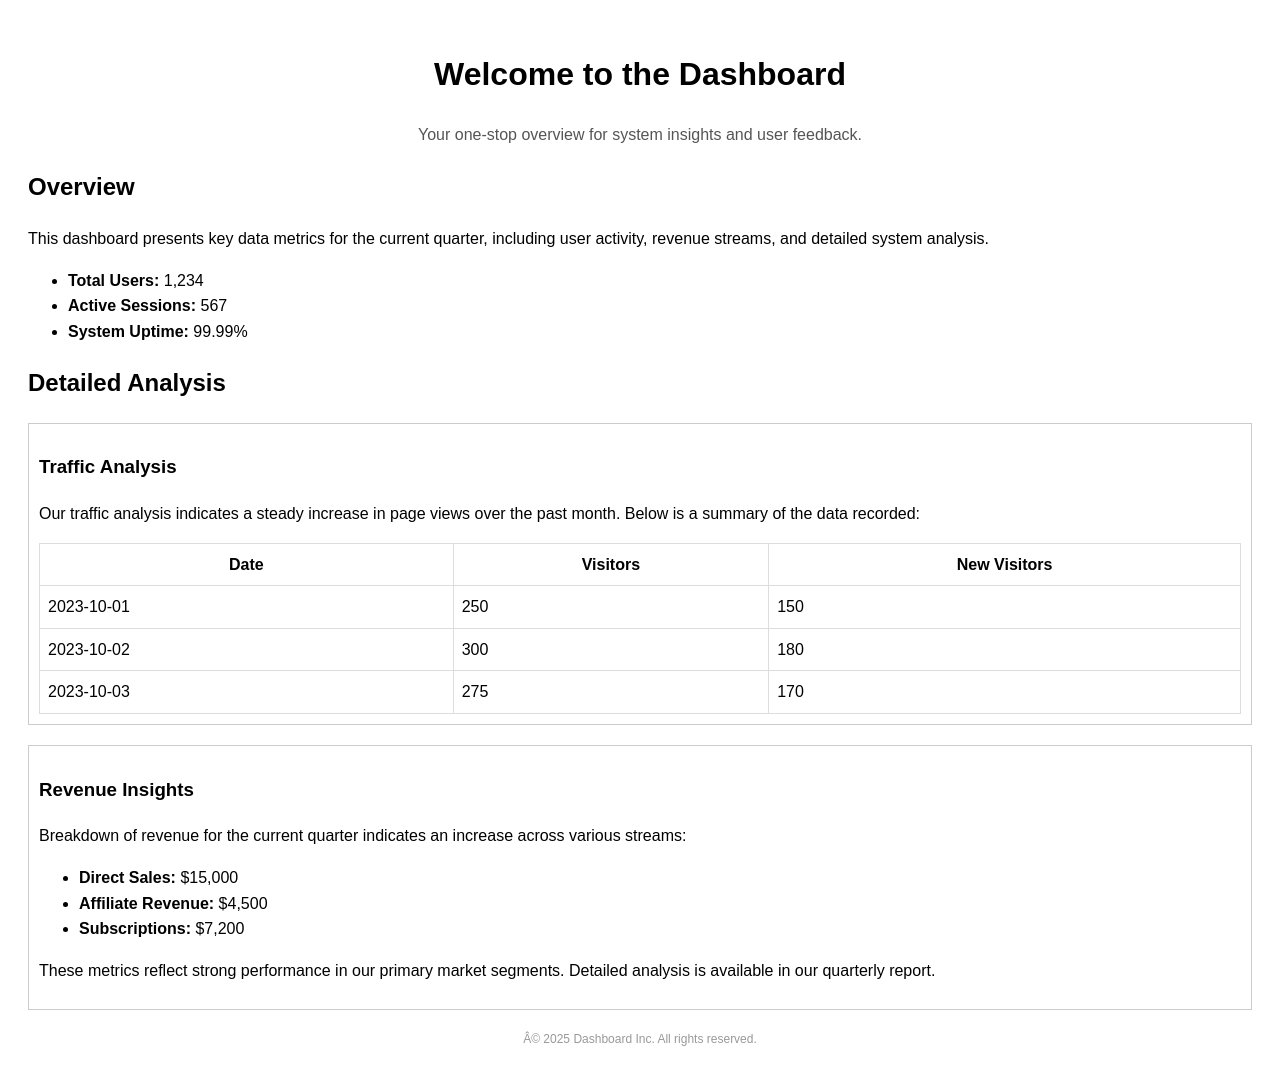 Welcome to the Dashboard
Your one-stop overview for system insights and user feedback.
Overview
This dashboard presents key data metrics for the current quarter, including user activity, revenue streams, and detailed system analysis.
• Total Users: 1,234
• Active Sessions: 567
• System Uptime: 99.99%
Detailed Analysis
Traffic Analysis
Our traffic analysis indicates a steady increase in page views over the past month. Below is a summary of the data recorded:
Date Visitors New Visitors
2023-10-01 250 150
2023-10-02 300 180
2023-10-03 275 170
Revenue Insights
Breakdown of revenue for the current quarter indicates an increase across various streams:
• Direct Sales: $15,000
• Affiliate Revenue: $4,500
• Subscriptions: $7,200
These metrics reflect strong performance in our primary market segments. Detailed analysis is available in our quarterly report.
Â© 2025 Dashboard Inc. All rights reserved.